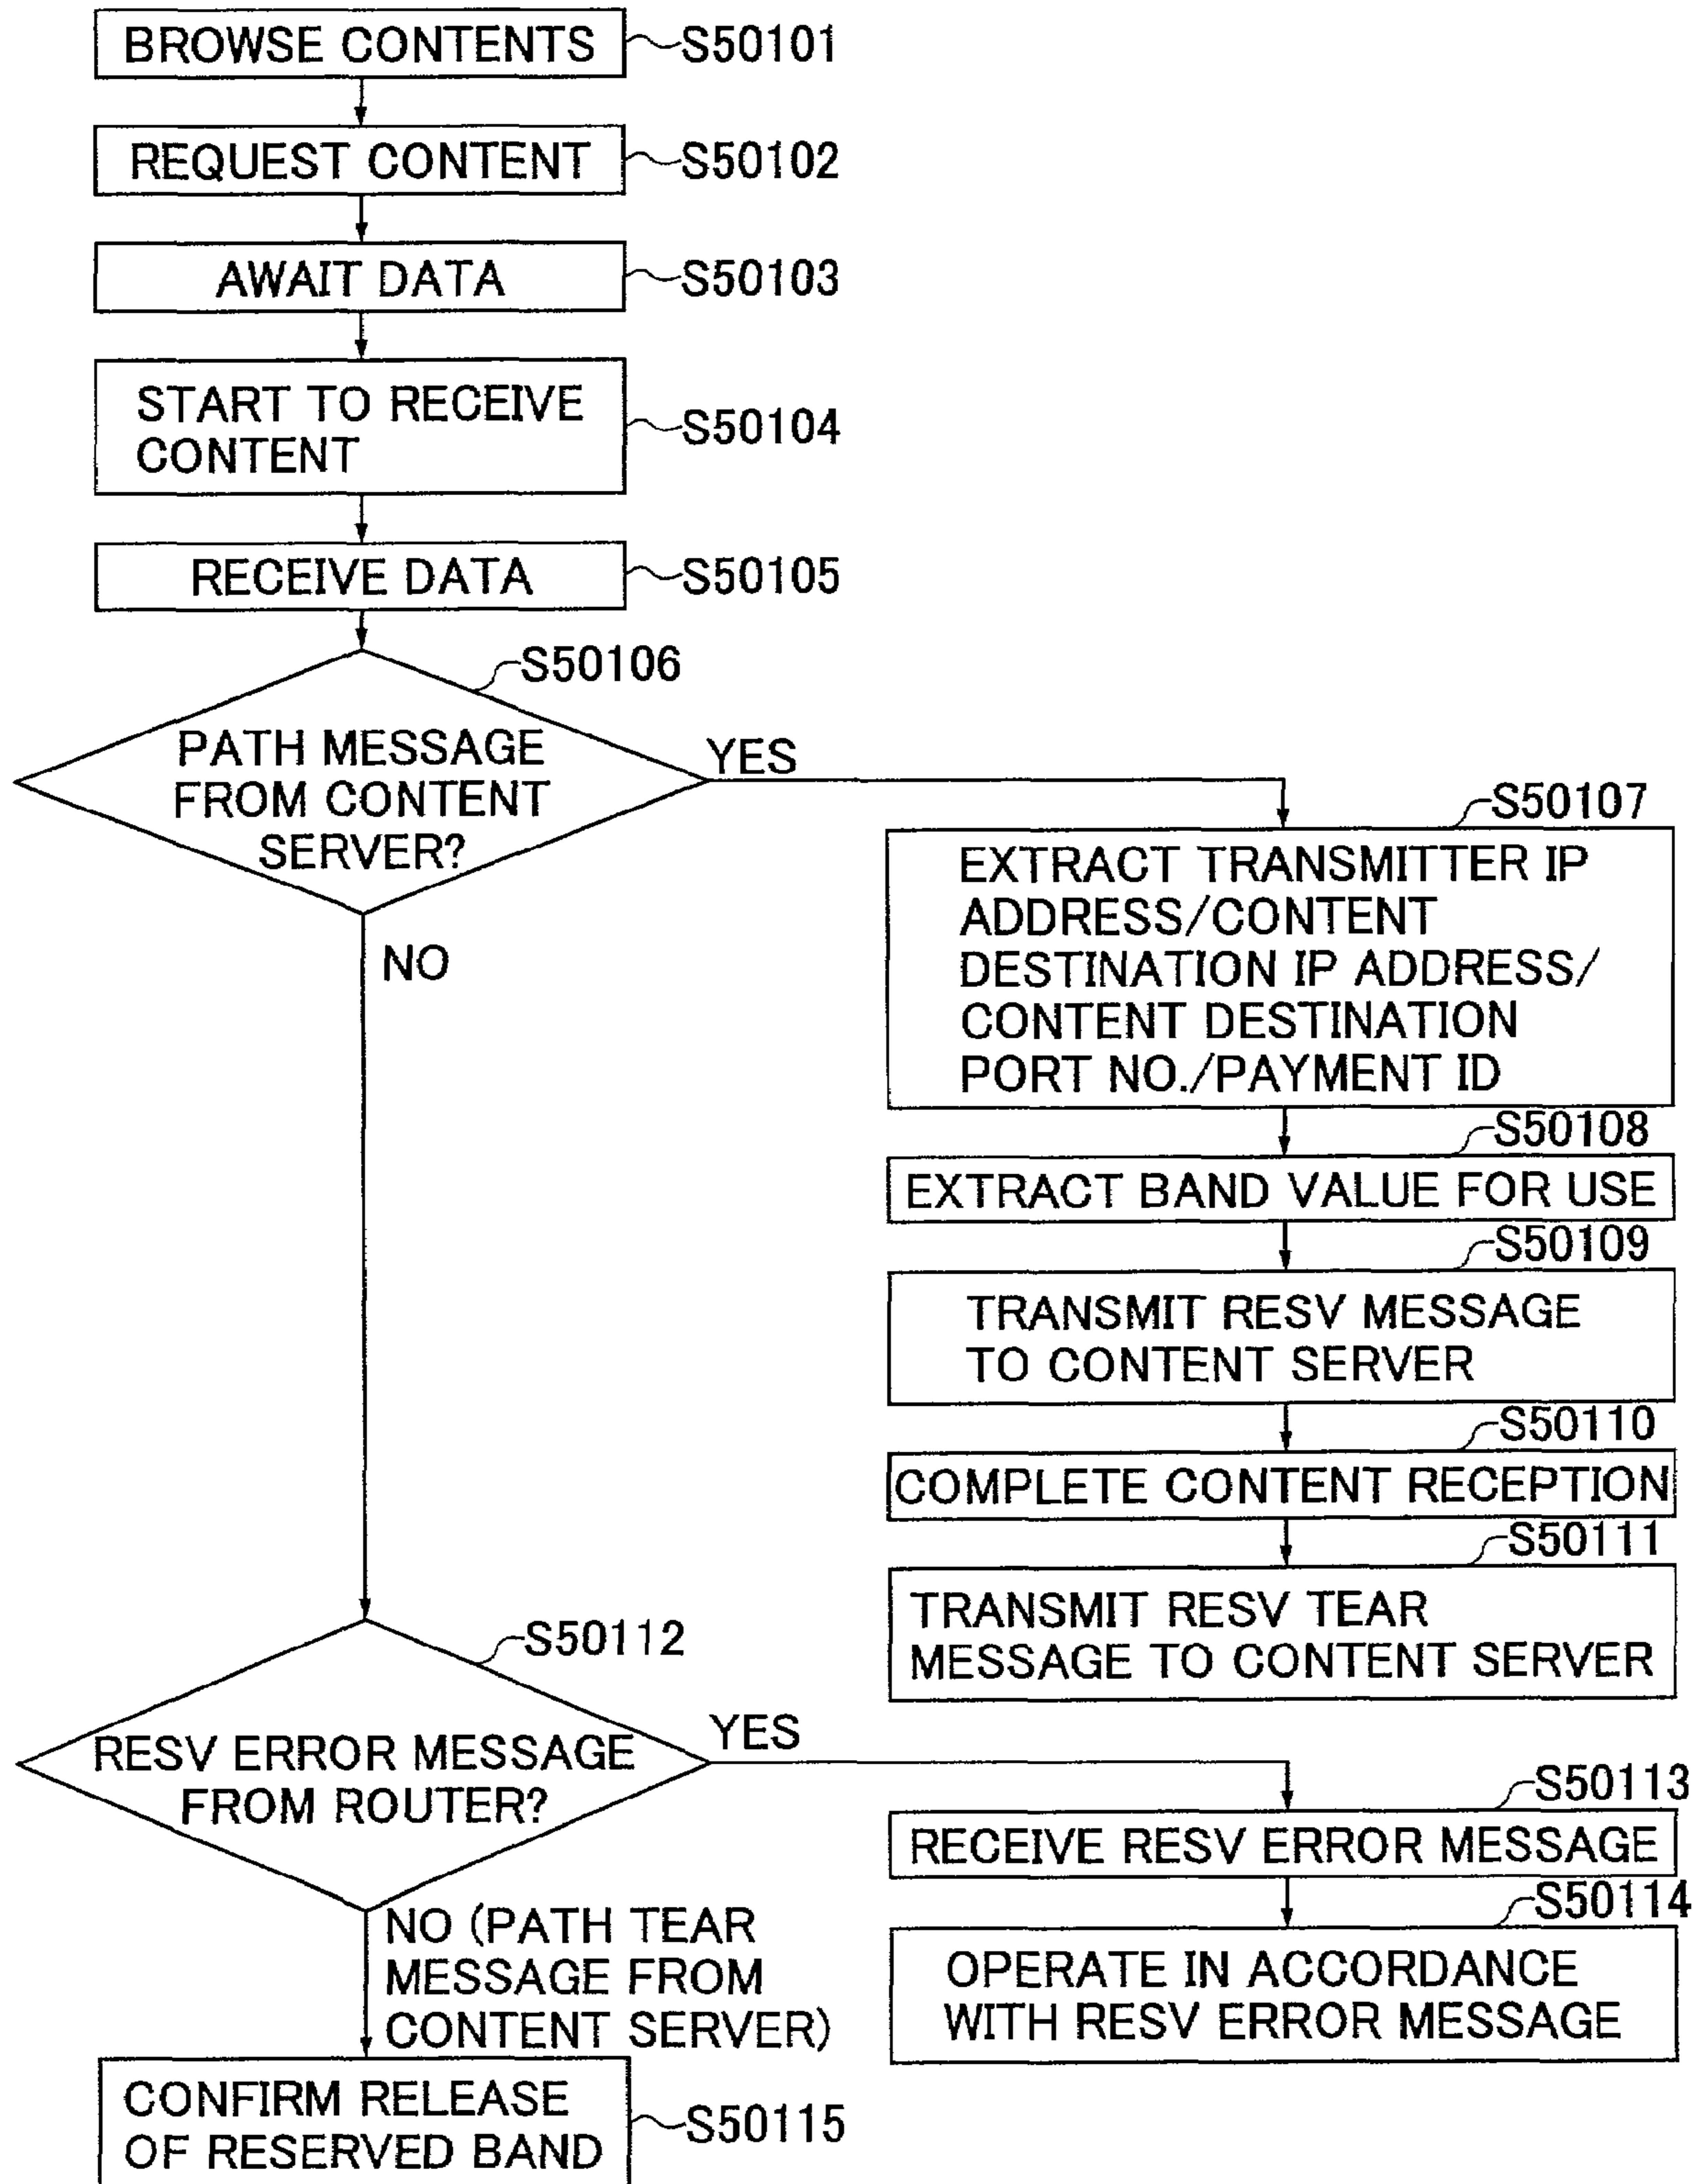 BROWSE CONTENTS
S50101
REQUEST CONTENT
S50102
AWAIT DATA
S50103
START TO RECEIVE
CONTENT
S50104
RECEIVE DATA
S50105
S50106
PATH MESSAGE
FROM CONTENT
SERVER?
YES
NO
S50107
EXTRACT TRANSMITTER IP
ADDRESS/CONTENT
DESTINATION IP ADDRESS/
CONTENT DESTINATION
PORT NO./PAYMENT ID
S50108
EXTRACT BAND VALUE FOR USE
S50109
TRANSMIT RESV MESSAGE
TO CONTENT SERVER
S50110
COMPLETE CONTENT RECEPTION
S50111
TRANSMIT RESV TEAR
MESSAGE TO CONTENT SERVER
S50112
RESV ERROR MESSAGE
FROM ROUTER?
YES
S50113
RECEIVE RESV ERROR MESSAGE
S50114
OPERATE IN ACCORDANCE
WITH RESV ERROR MESSAGE
NO (PATH TEAR
MESSAGE FROM
CONTENT SERVER)
CONFIRM RELEASE
OF RESERVED BAND
S50115